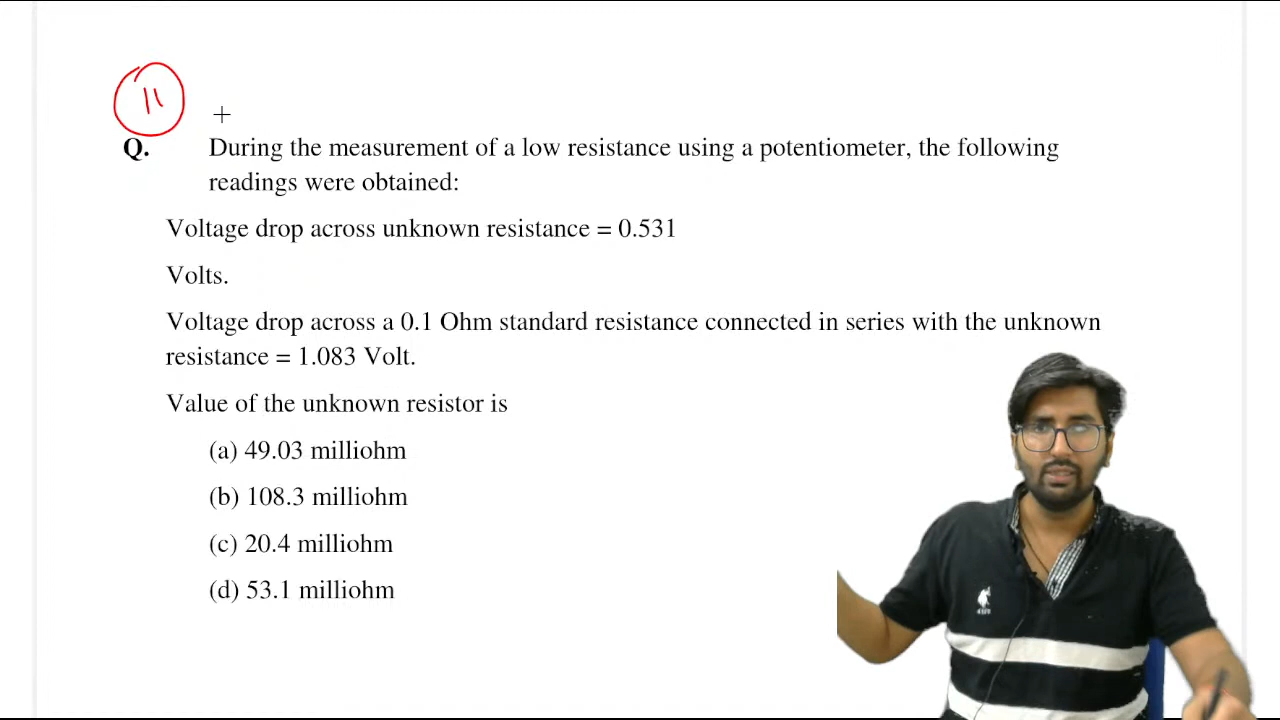 11
Q. During the measurement of a low resistance using a potentiometer, the following
readings were obtained:
Voltage drop across unknown resistance = 0.531
Volts.
Voltage drop across a 0.1 Ohm standard resistance connected in series with the unknown
resistance = 1.083 Volt.
Value of the unknown resistor is
(a) 49.03 milliohm
(b) 108.3 milliohm
(c) 20.4 milliohm
(d) 53.1 milliohm